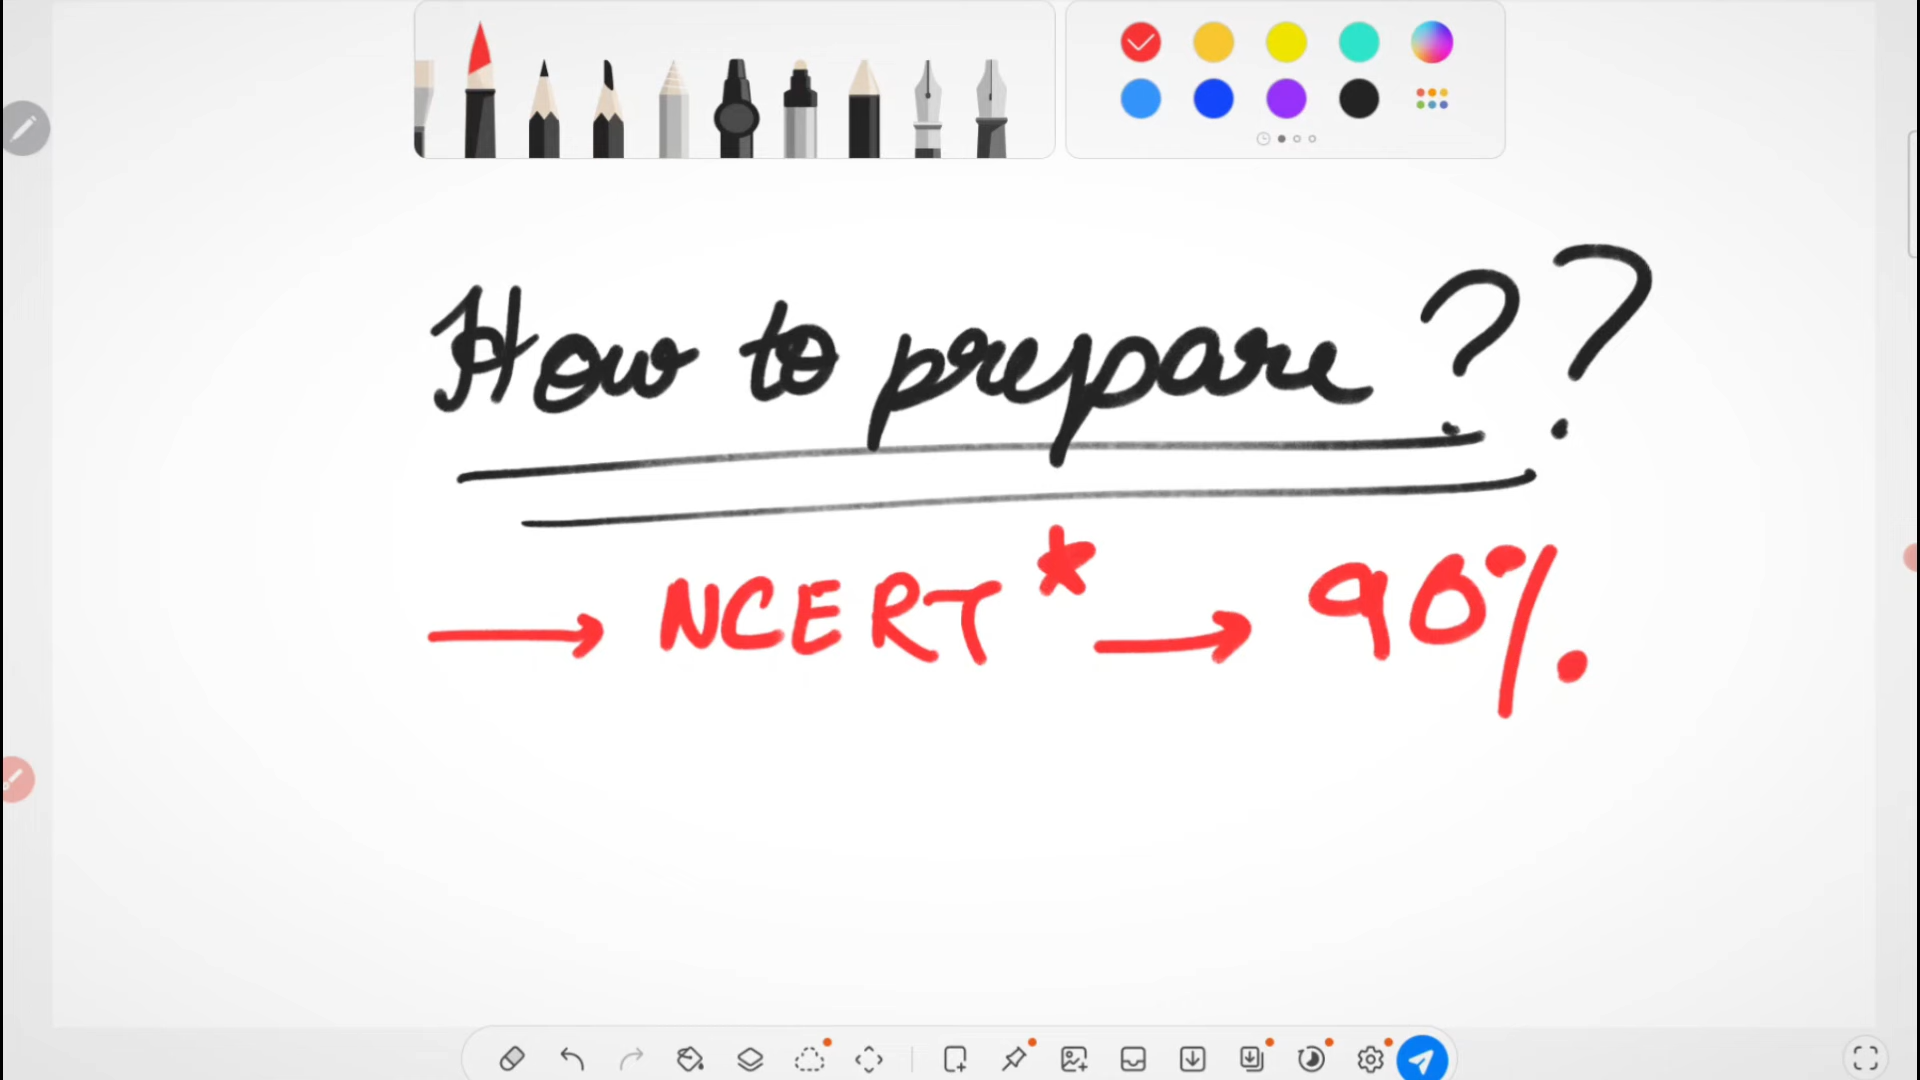 How to prepare ??
→ NCERT * → 90%.